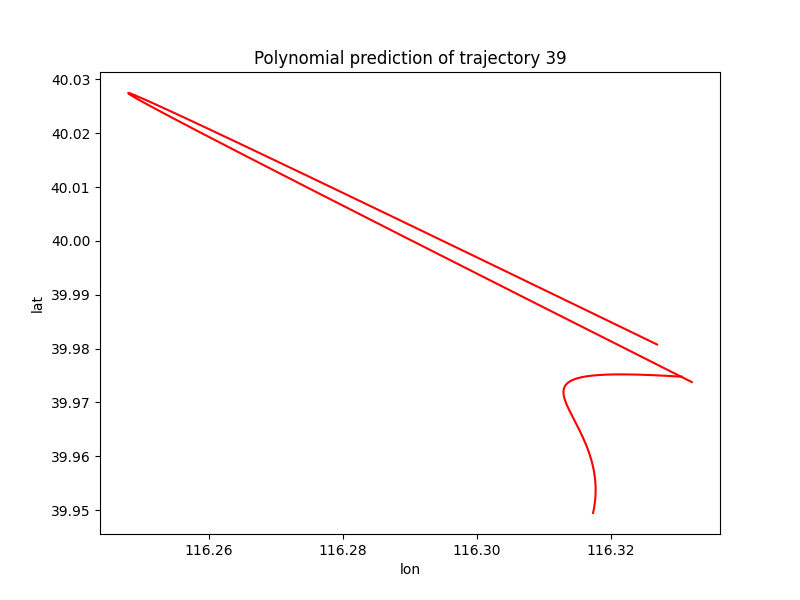 Polynomial prediction of trajectory 39
40.03
40.02
40.01
40.00
39.99
39.98
39.97
39.96
39.95
lat
116.26 116.28 116.30 116.32
lon